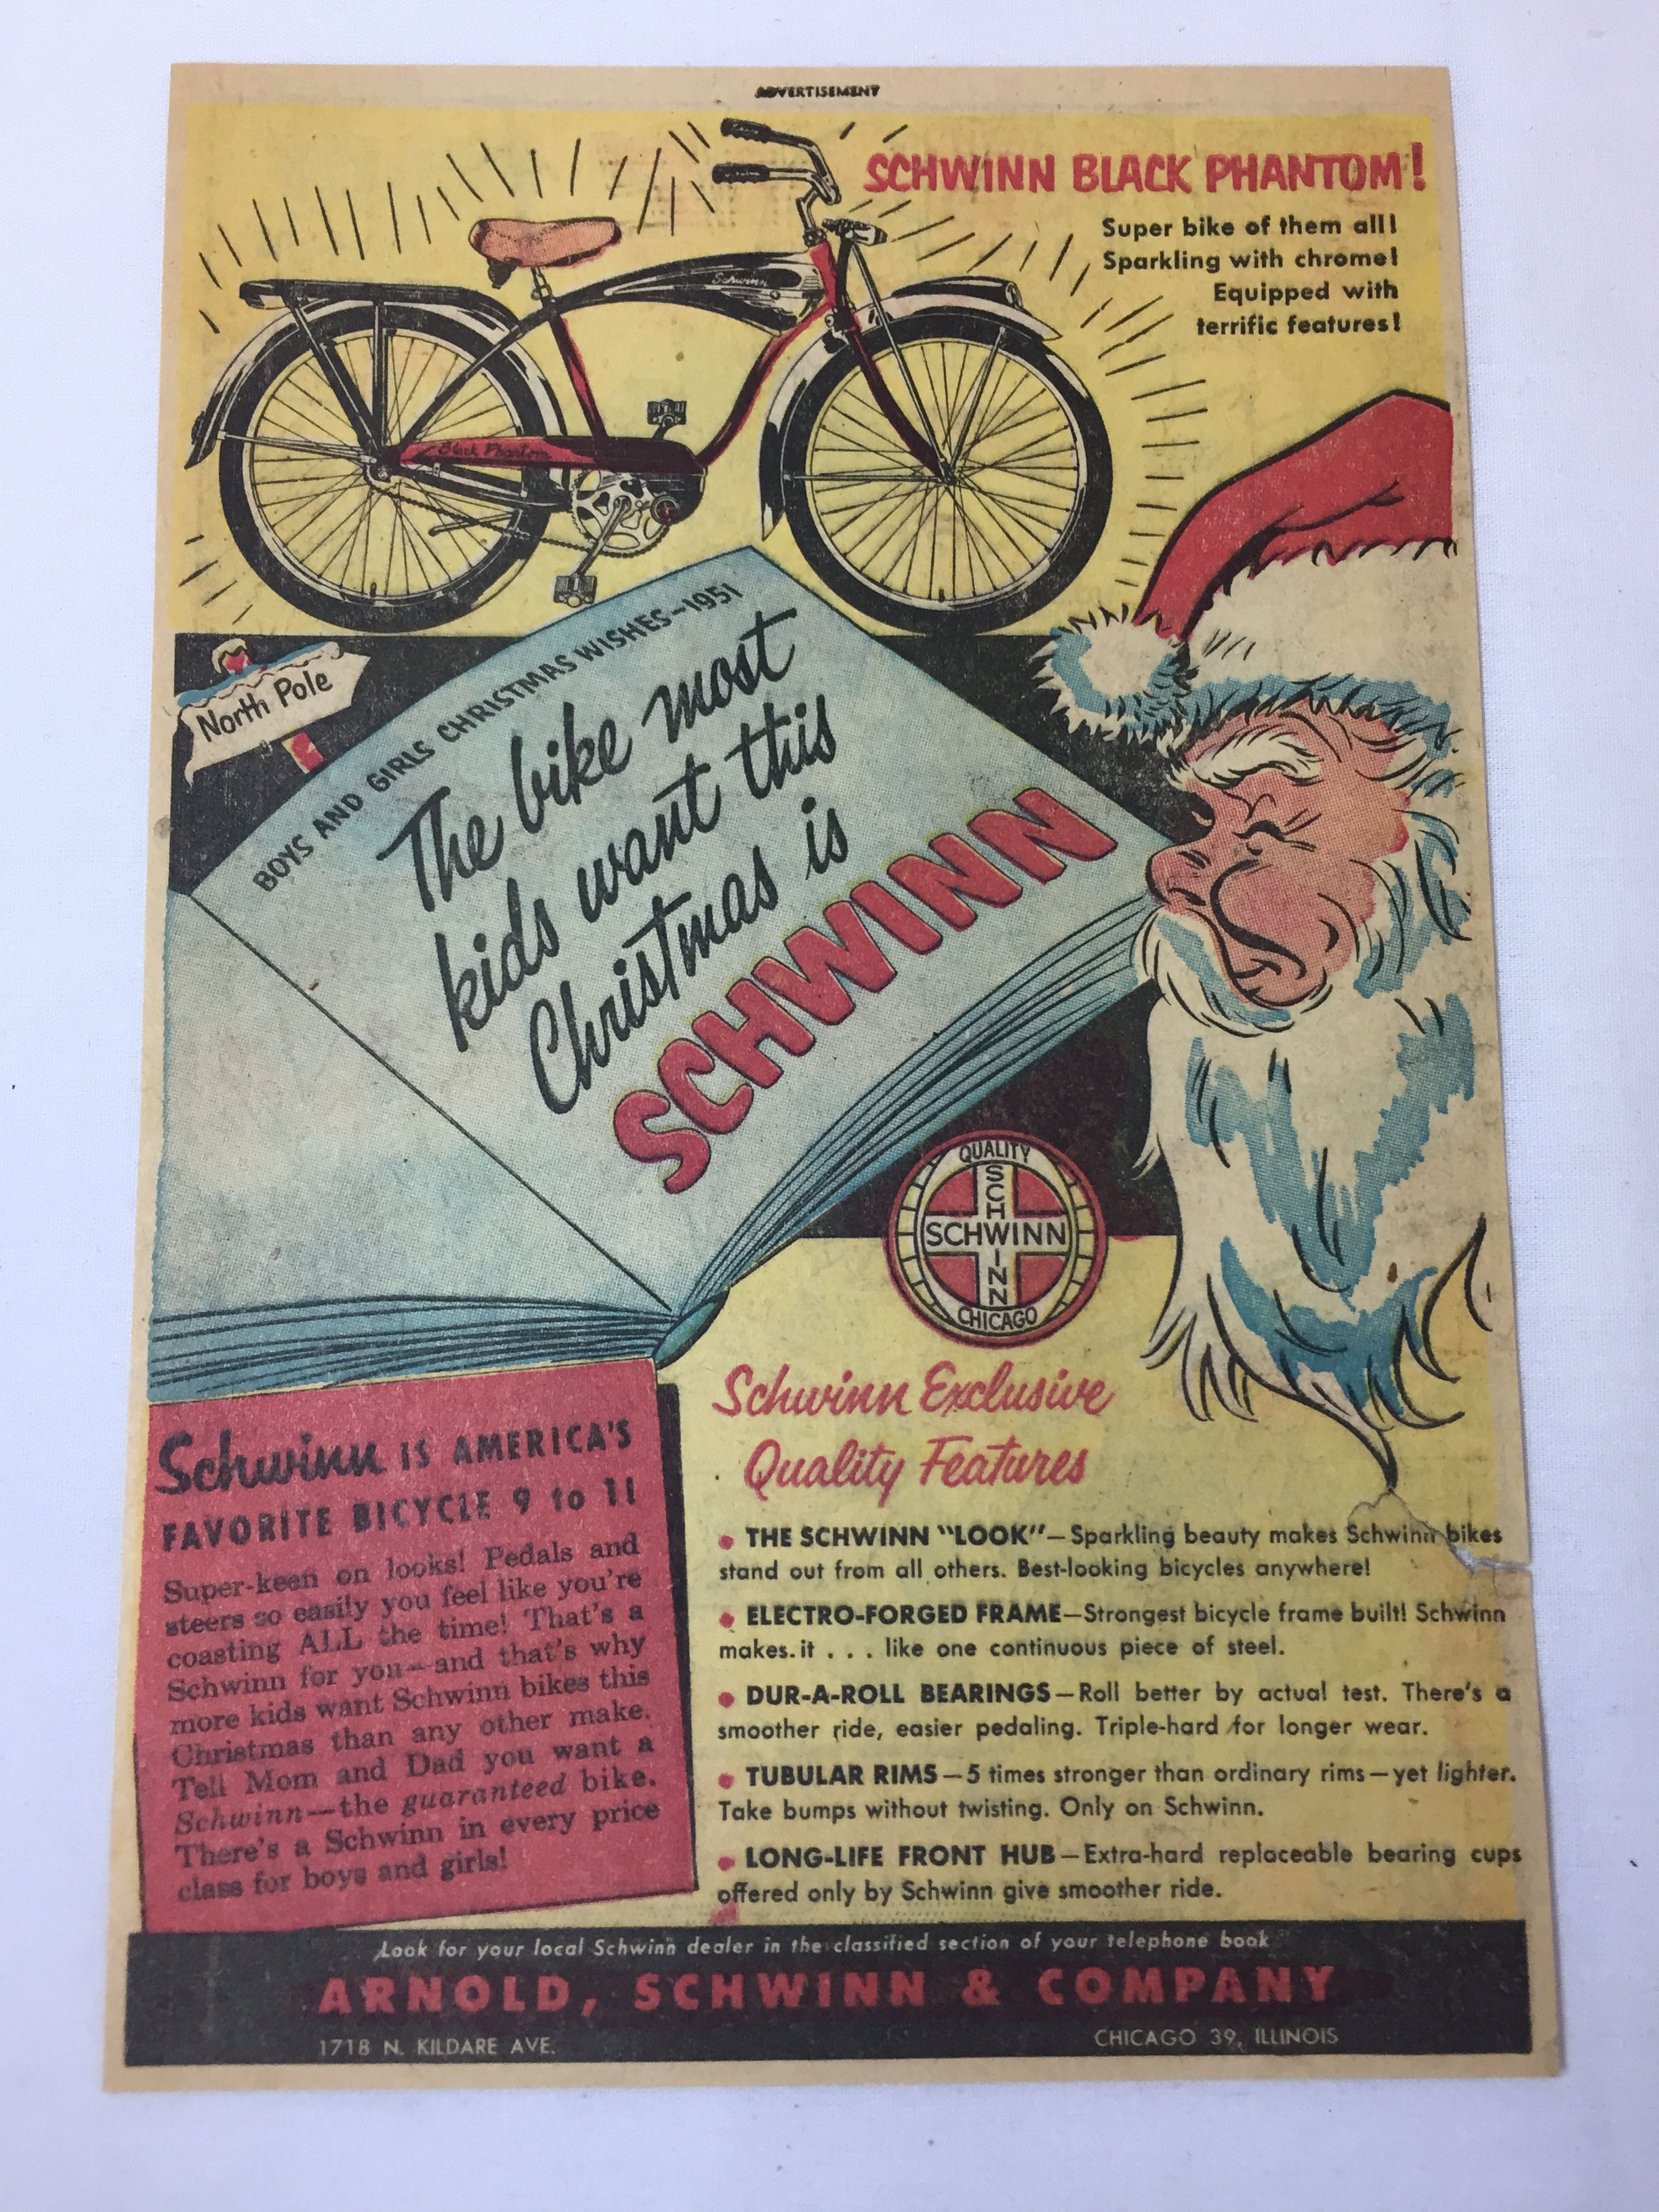 ADVERTISEMENT
SCHWINN BLACK PHANTOM!
Super bike of them all!
Sparkling with chrome!
Equipped with
terrific features!
Schwinn
Black Phantom
North Pole
BOYS AND GIRLS CHRISTMAS WISHES-1951
The bike most
kids want this
Christmas is
SCHWINN
QUALITY
SCHWINN
SCHWINN
CHICAGO
Schwinn IS AMERICA'S
FAVORITE BICYCLE 9 to 11
Super-keen on looks! Pedals and
steers so easily you feel like you're
coasting ALL the time! That's a
Schwinn for you—and that's why
more kids want Schwinn bikes this
Christmas than any other make.
Tell Mom and Dad you want a
Schwinn—the guaranteed bike.
There's a Schwinn in every price
class for boys and girls!
Schwinn Exclusive
Quality Features
• THE SCHWINN "LOOK"—Sparkling beauty makes Schwinn bikes
stand out from all others. Best-looking bicycles anywhere!
• ELECTRO-FORGED FRAME—Strongest bicycle frame built! Schwinn
makes it . . . like one continuous piece of steel.
• DUR-A-ROLL BEARINGS—Roll better by actual test. There's a
smoother ride, easier pedaling. Triple-hard for longer wear.
• TUBULAR RIMS—5 times stronger than ordinary rims—yet lighter.
Take bumps without twisting. Only on Schwinn.
• LONG-LIFE FRONT HUB—Extra-hard replaceable bearing cups
offered only by Schwinn give smoother ride.
Look for your local Schwinn dealer in the classified section of your telephone book
ARNOLD, SCHWINN & COMPANY
1718 N. KILDARE AVE. CHICAGO 39, ILLINOIS